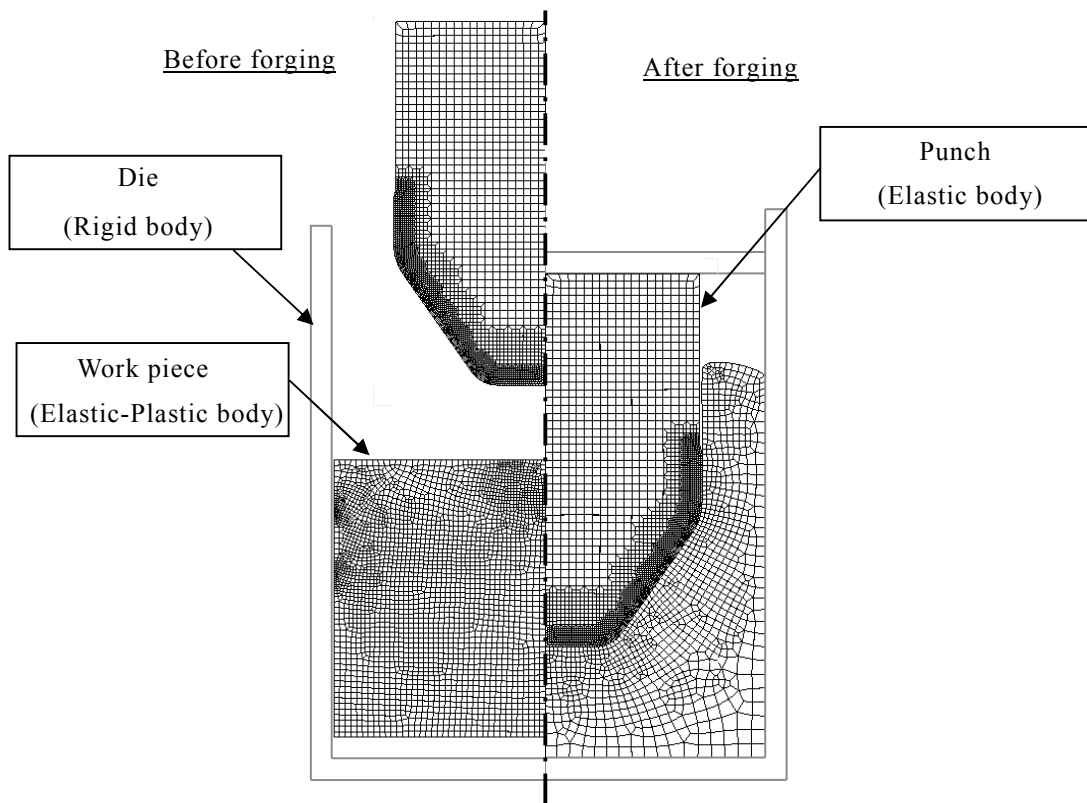 Before forging
After forging
Punch
(Elastic body)
Die
(Rigid body)
Work piece
(Elastic-Plastic body)